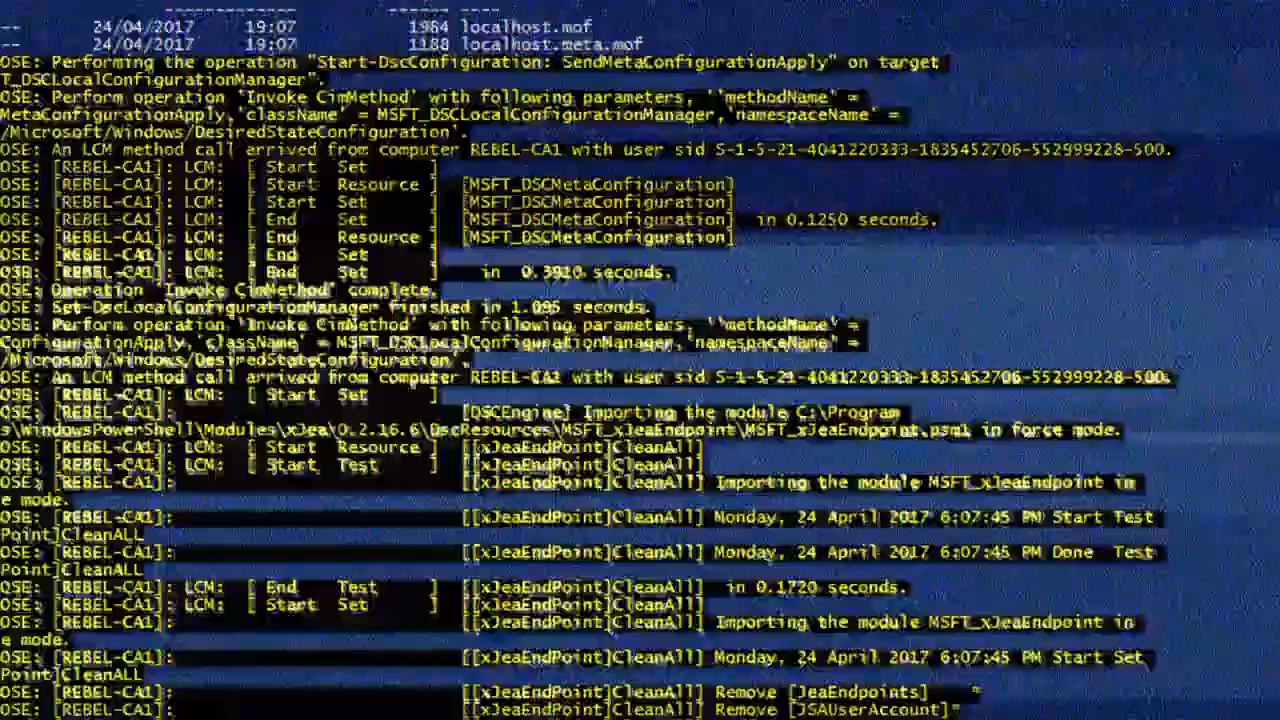 -- 24/04/2017 19:07 1984 localhost.mof
-- 24/04/2017 19:07 1188 localhost.meta.mof
OSE: Performing the operation "Start-DscConfiguration: SendMetaConfigurationApply" on target
T_DSCLocalConfigurationManager".
OSE: Perform operation 'Invoke CimMethod' with following parameters, ''methodName' =
MetaConfigurationApply,'className' = MSFT_DSCLocalConfigurationManager,'namespaceName' =
/Microsoft/Windows/DesiredStateConfiguration'.
OSE: An LCM method call arrived from computer REBEL-CA1 with user sid S-1-5-21-4041220333-1835452706-552999228-500.
OSE: [REBEL-CA1]: LCM: [ Start Set ]
OSE: [REBEL-CA1]: LCM: [ Start Resource ] [MSFT_DSCMetaConfiguration]
OSE: [REBEL-CA1]: LCM: [ Start Set ] [MSFT_DSCMetaConfiguration]
OSE: [REBEL-CA1]: LCM: [ End Set ] [MSFT_DSCMetaConfiguration] in 0.1250 seconds.
OSE: [REBEL-CA1]: LCM: [ End Resource ] [MSFT_DSCMetaConfiguration]
OSE: [REBEL-CA1]: LCM: [ End Set ]
OSE: [REBEL-CA1]: LCM: [ End Set ] in 0.3910 seconds.
OSE: Operation 'Invoke CimMethod' complete.
OSE: Set-DscLocalConfigurationManager finished in 1.095 seconds.
OSE: Perform operation 'Invoke CimMethod' with following parameters, ''methodName' =
ConfigurationApply,'className' = MSFT_DSCLocalConfigurationManager,'namespaceName' =
/Microsoft/Windows/DesiredStateConfiguration'.
OSE: An LCM method call arrived from computer REBEL-CA1 with user sid S-1-5-21-4041220333-1835452706-552999228-500.
OSE: [REBEL-CA1]: LCM: [ Start Set ]
OSE: [REBEL-CA1]: [DSCEngine] Importing the module C:\Program
s\WindowsPowerShell\Modules\xJea\0.2.16.6\DscResources\MSFT_xJeaEndpoint\MSFT_xJeaEndpoint.psm1 in force mode.
OSE: [REBEL-CA1]: LCM: [ Start Resource ] [[xJeaEndPoint]CleanAll]
OSE: [REBEL-CA1]: LCM: [ Start Test ] [[xJeaEndPoint]CleanAll]
OSE: [REBEL-CA1]: [[xJeaEndPoint]CleanAll] Importing the module MSFT_xJeaEndpoint in
e mode.
OSE: [REBEL-CA1]: [[xJeaEndPoint]CleanAll] Monday, 24 April 2017 6:07:45 PM Start Test
Point]CleanALL
OSE: [REBEL-CA1]: [[xJeaEndPoint]CleanAll] Monday, 24 April 2017 6:07:45 PM Done Test
Point]CleanALL
OSE: [REBEL-CA1]: LCM: [ End Test ] [[xJeaEndPoint]CleanAll] in 0.1720 seconds.
OSE: [REBEL-CA1]: LCM: [ Start Set ] [[xJeaEndPoint]CleanAll]
OSE: [REBEL-CA1]: [[xJeaEndPoint]CleanAll] Importing the module MSFT_xJeaEndpoint in
e mode.
OSE: [REBEL-CA1]: [[xJeaEndPoint]CleanAll] Monday, 24 April 2017 6:07:45 PM Start Set
Point]CleanALL
OSE: [REBEL-CA1]: [[xJeaEndPoint]CleanAll] Remove [JeaEndpoints] "
OSE: [REBEL-CA1]: [[xJeaEndPoint]CleanAll] Remove [JSAUserAccount]"